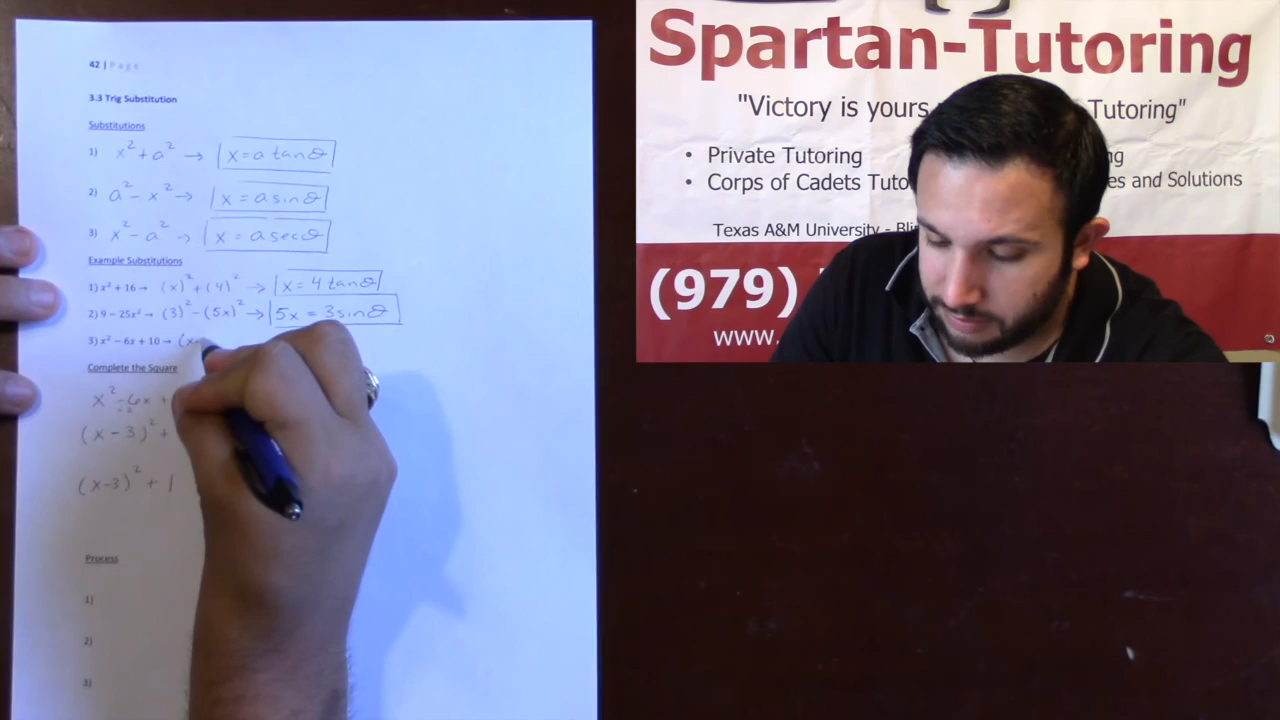 42 | Page
3.3 Trig Substitution
Substitutions
1) x² + a² → x = a tanθ
2) a² - x² → x = a sinθ
3) x² - a² → x = a secθ
Example Substitutions
1) x² + 16 → (x)² + (4)² → x = 4 tanθ
2) 9 − 25x² → (3)² - (5x)² → 5x = 3 sinθ
3) x² − 6x + 10 → (x-
Complete the Square
x² - 6x +
(x - 3)² +
(x-3)² + 1
Process
1)
2)
3)
Spartan-Tutoring
"Victory is yours Tutoring"
• Private Tutoring
• Corps of Cadets es and Solutions
Texas A&M University -
(979)
www.